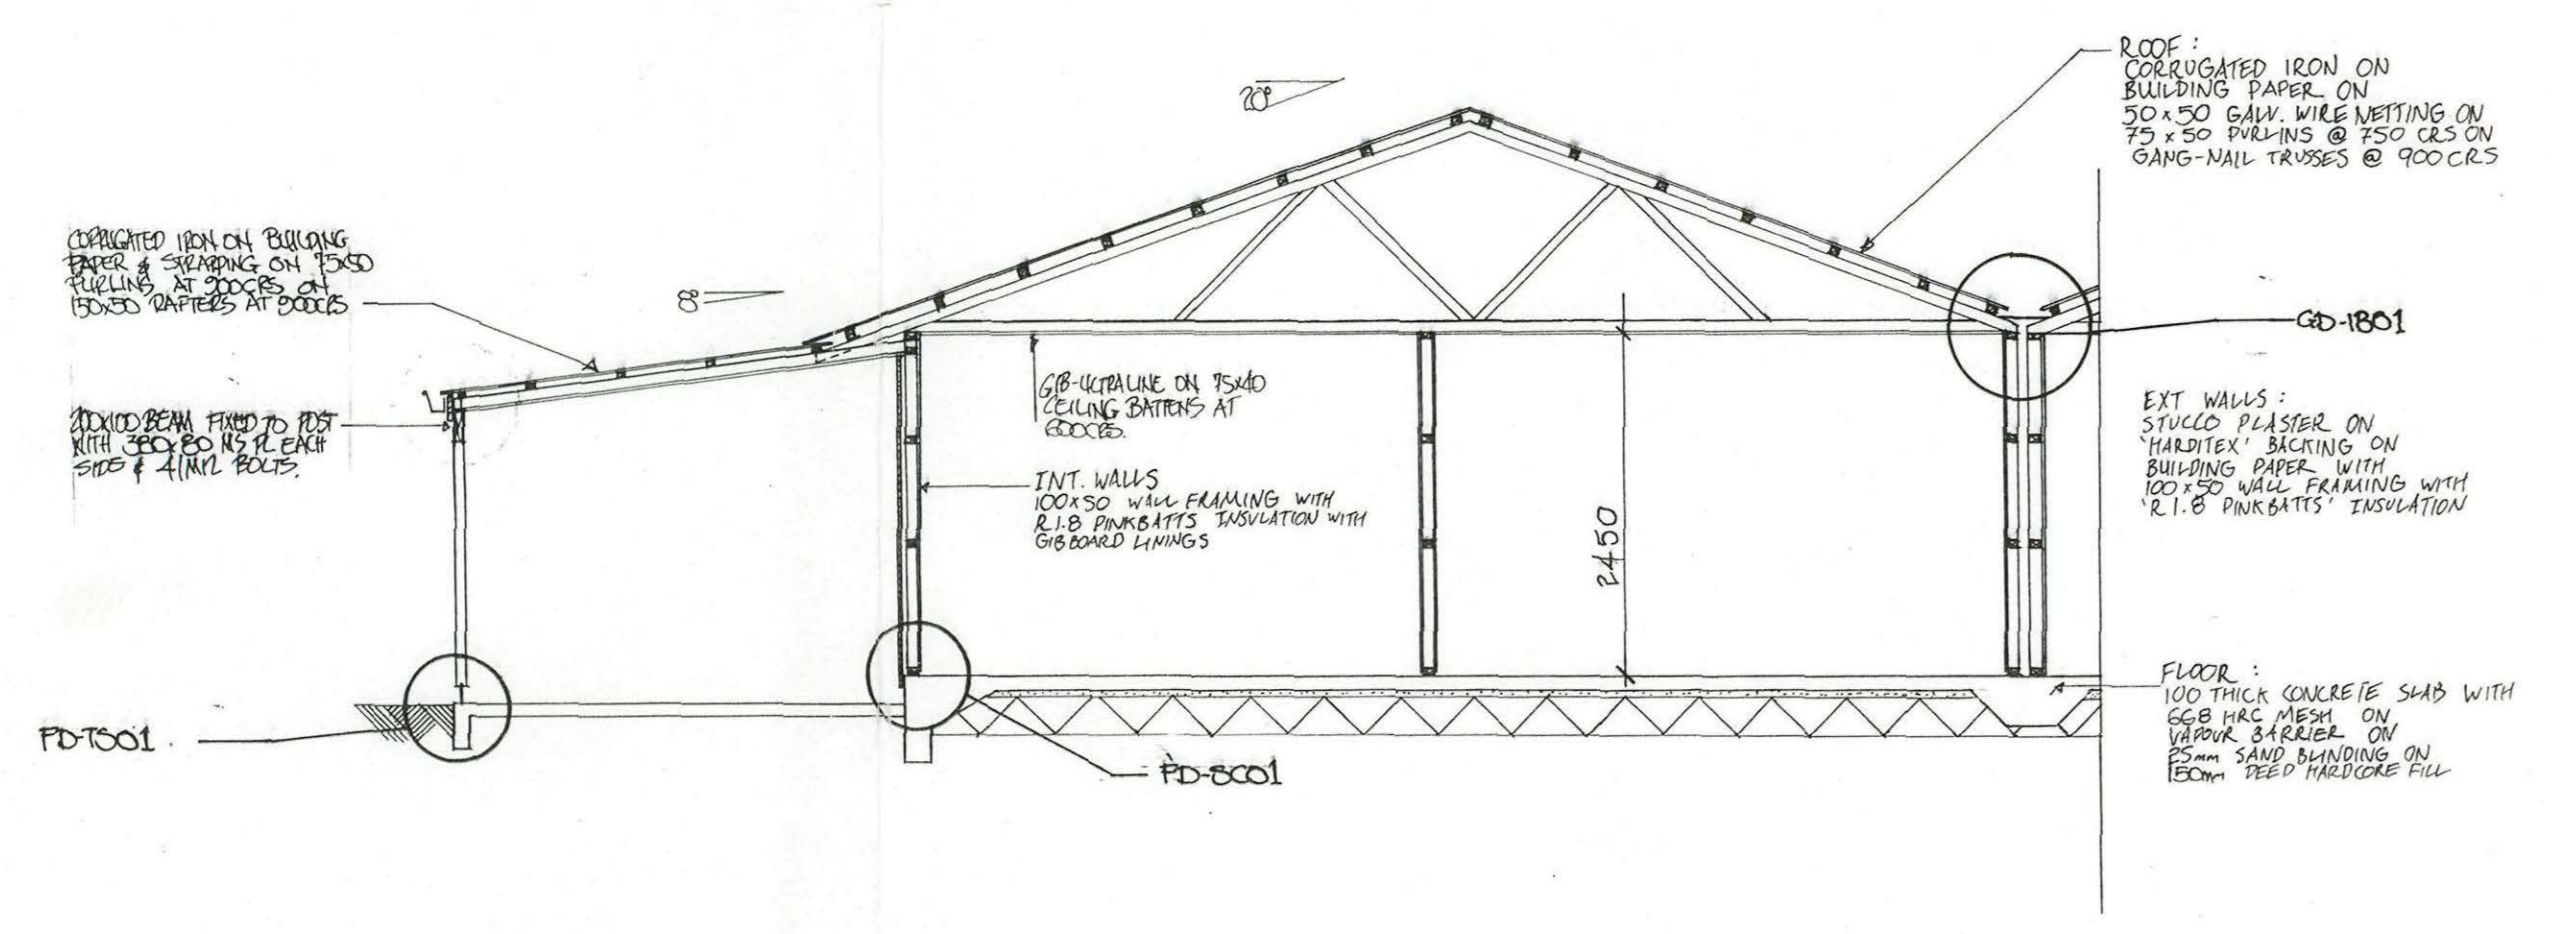 ROOF :
CORRUGATED IRON ON
BUILDING PAPER ON
50 x 50 GALV. WIRE NETTING ON
75 x 50 PURLINS @ 750 CRS ON
GANG-NAIL TRUSSES @ 900 CRS
20°
CORRUGATED IRON ON BUILDING
PAPER & STRAPPING ON 75x50
PURLINS AT 900CRS ON
150x50 RAFTERS AT 900CRS
8°
GD-1801
GIB-ULTRALINE ON 75x40
CEILING BATTENS AT
600CRS.
200x100 BEAM FIXED TO POST
WITH 380x80 MS PL EACH
SIDE & 4/M12 BOLTS.
EXT WALLS :
STUCCO PLASTER ON
'HARDITEX' BACKING ON
BUILDING PAPER WITH
100 x 50 WALL FRAMING WITH
'R 1.8 PINKBATTS' INSULATION
INT. WALLS
100 x 50 WALL FRAMING WITH
R1.8 PINKBATTS INSULATION WITH
GIBBOARD LININGS
2450
FLOOR :
100 THICK CONCRETE SLAB WITH
668 HRC MESH ON
VAPOUR BARRIER ON
25mm SAND BLINDING ON
150mm DEED HARDCORE FILL
FD-TS01.
FD-SC01